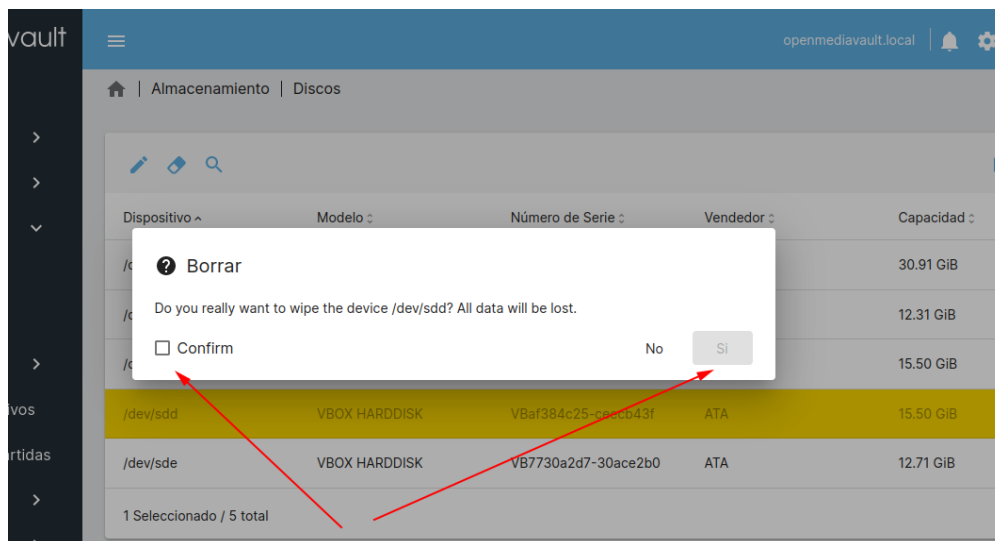 vault
openmediavault.local
Almacenamiento | Discos
Dispositivo Modelo Número de Serie Vendedor Capacidad
30.91 GiB
12.31 GiB
15.50 GiB
Borrar
Do you really want to wipe the device /dev/sdd? All data will be lost.
Confirm No Si
ivos
/dev/sdd VBOX HARDDISK VBaf384c25-ceecb43f ATA 15.50 GiB
artidas
/dev/sde VBOX HARDDISK VB7730a2d7-30ace2b0 ATA 12.71 GiB
1 Seleccionado / 5 total